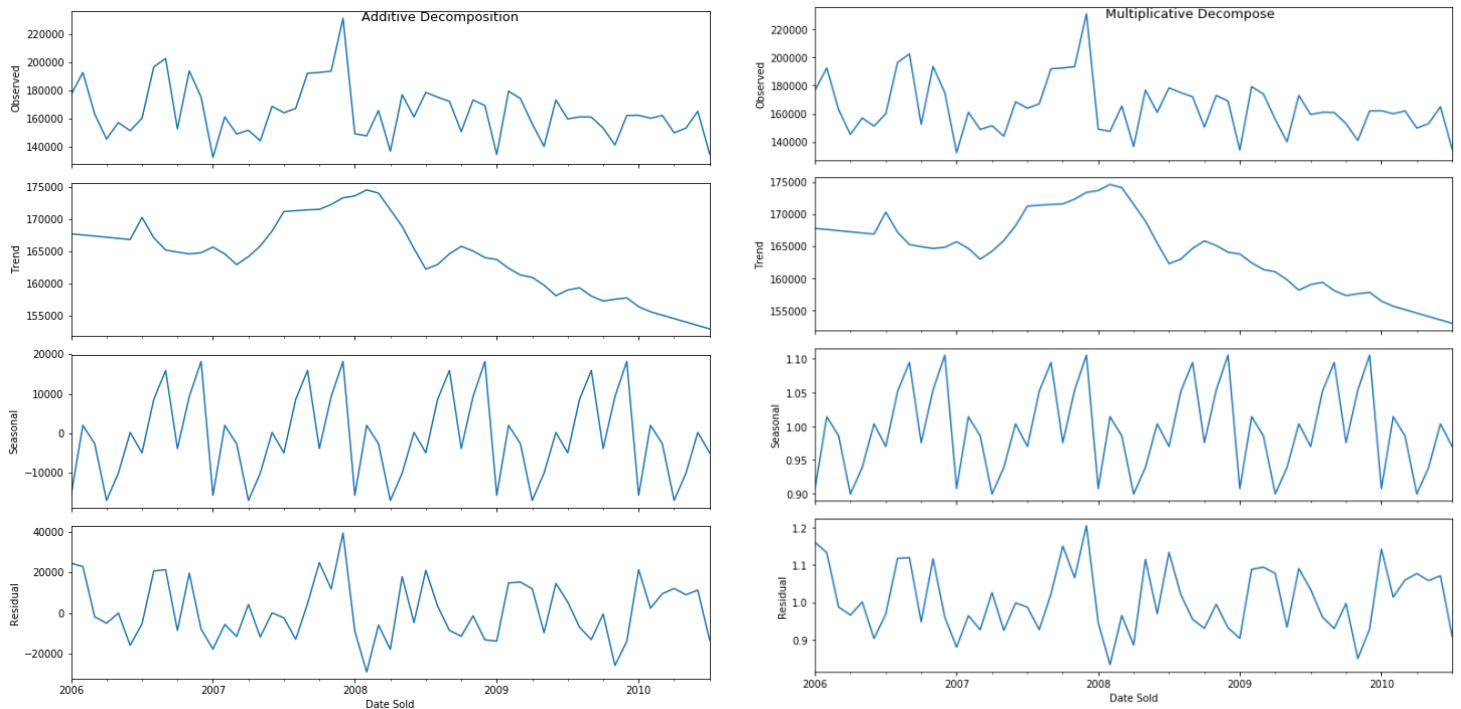 Additive Decomposition
220000
200000
180000
160000
140000
Observed
175000
170000
165000
160000
155000
Trend
20000
10000
0
−10000
Seasonal
40000
20000
0
−20000
Residual
2006 2007 2008 2009 2010
Date Sold
Multiplicative Decompose
220000
200000
180000
160000
140000
Observed
175000
170000
165000
160000
155000
Trend
1.10
1.05
1.00
0.95
0.90
Seasonal
1.2
1.1
1.0
0.9
Residual
2006 2007 2008 2009 2010
Date Sold